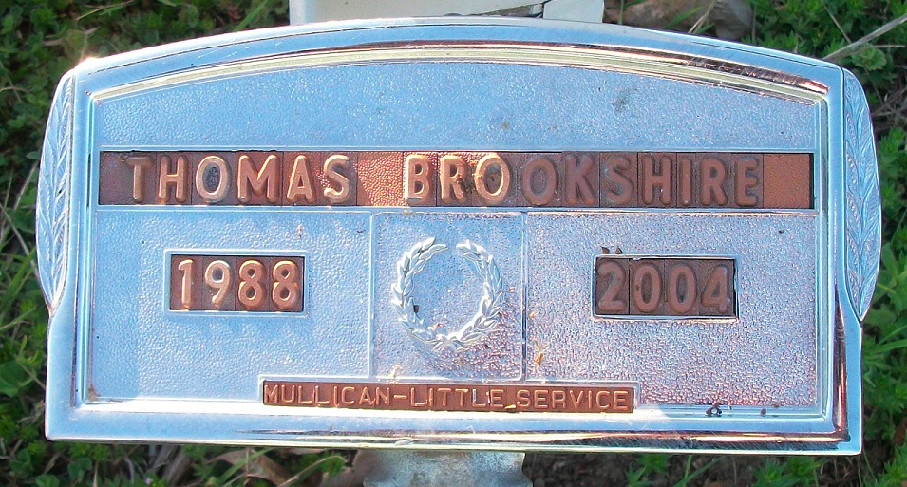 THOMAS BROOKSHIRE
1988 2004
MULLICAN-LITTLE SERVICE